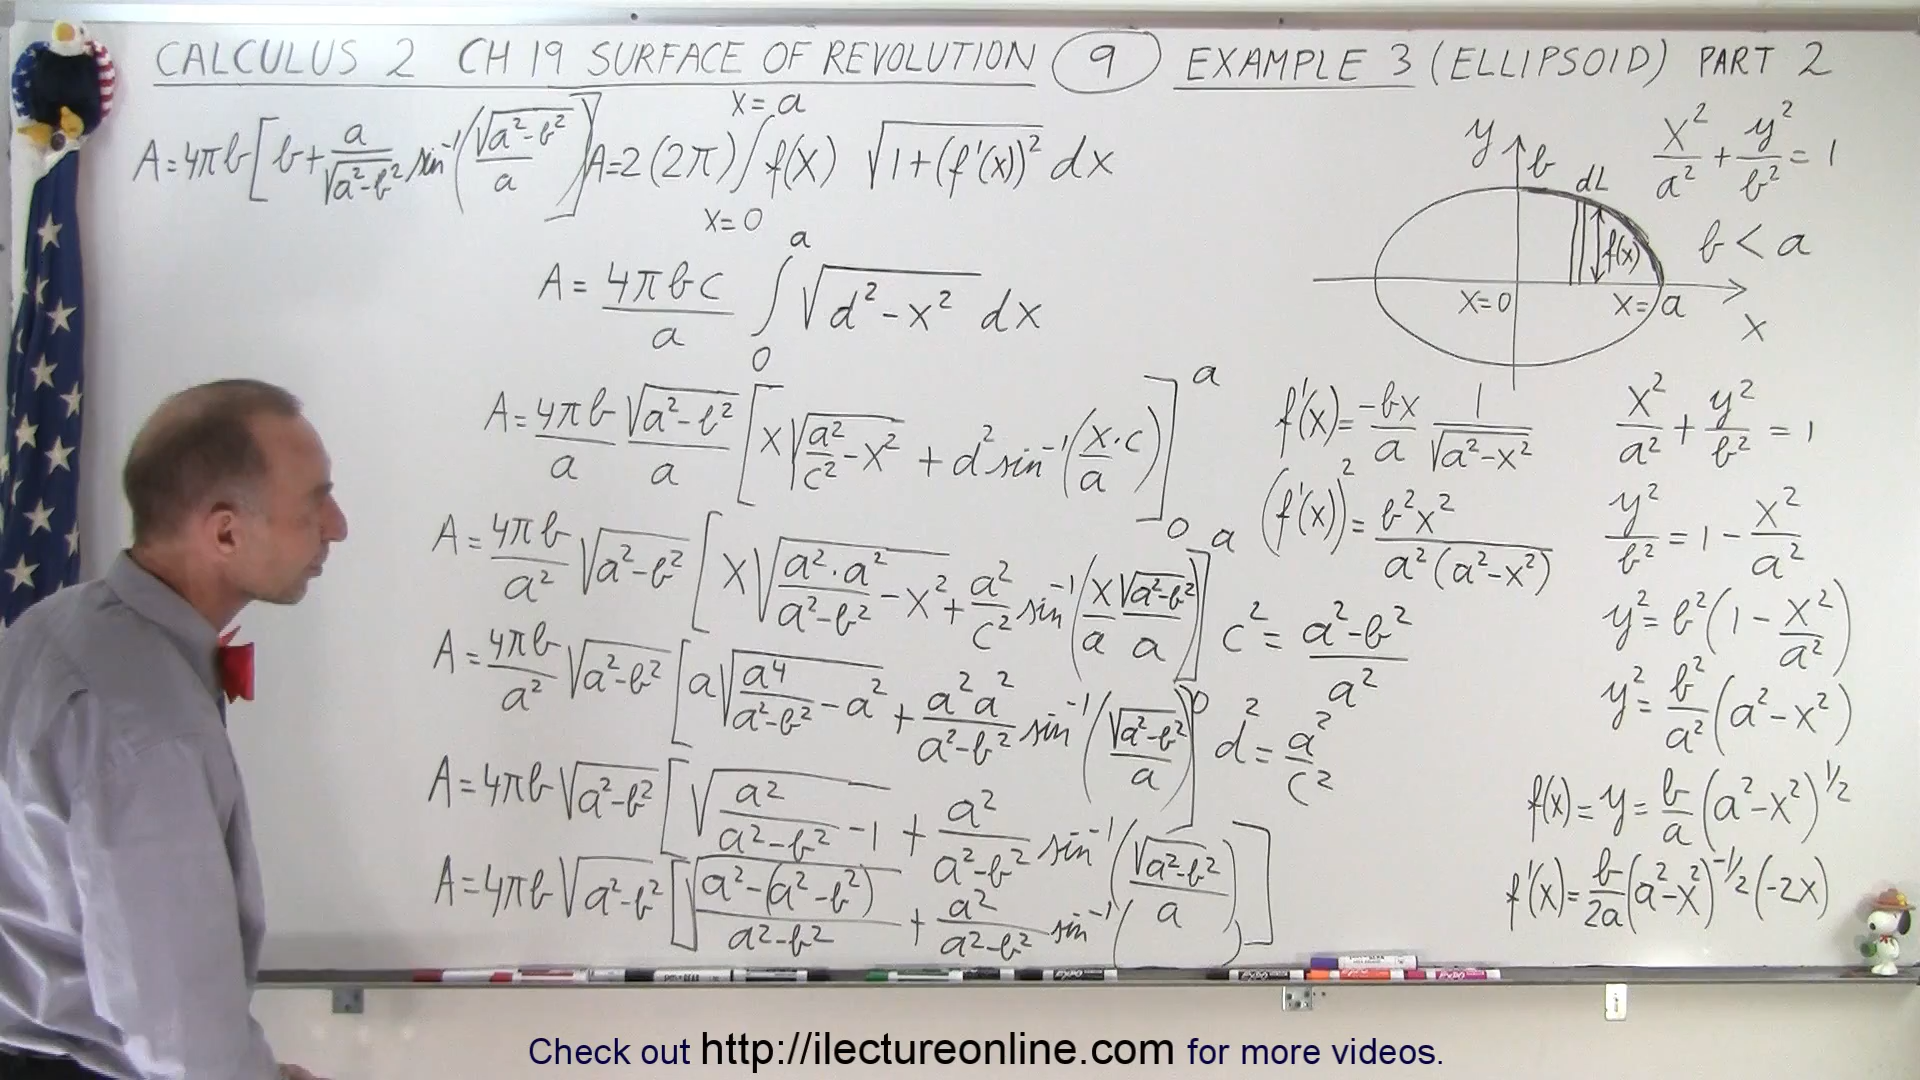 CALCULUS 2 CH 19 SURFACE OF REVOLUTION 9 EXAMPLE 3 (ELLIPSOID) PART 2
A=4πb[b+a/√(a²-b²) sin⁻¹(√(a²-b²)/a)]
x=a
A=2(2π)∫f(x) √(1+(f'(x))²) dx
x=0
A=4πbc/a ∫₀ᵃ √(d²-x²) dx
A=4πb/a √(a²-b²)/a [x√(a²/c²-x²) + d² sin⁻¹(x·c/a)]₀ᵃ
A=4πb/a² √(a²-b²) [x√(a²·a²/(a²-b²)-x²)+a²/c² sin⁻¹(x/a √(a²-b²)/a)]₀ᵃ
A=4πb/a² √(a²-b²) [a√(a⁴/(a²-b²)-a²)+a²a²/(a²-b²) sin⁻¹(√(a²-b²)/a)]
A=4πb√(a²-b²) [√(a²/(a²-b²)-1)+a²/(a²-b²) sin⁻¹(√(a²-b²)/a)]
A=4πb√(a²-b²) [√((a²-(a²-b²))/(a²-b²))+a²/(a²-b²) sin⁻¹( )]
y
b
dL
f(x)
x=0
x=a
x
x²/a²+y²/b²=1
b<a
f'(x)=-bx/a 1/√(a²-x²)
(f'(x))²=b²x²/(a²(a²-x²))
c²=(a²-b²)/a²
d²=a²/c²
x²/a²+y²/b²=1
y²/b²=1-x²/a²
y²=b²(1-x²/a²)
y²=b²/a²(a²-x²)
f(x)=y=b/a(a²-x²)^1/2
f'(x)=b/2a(a²-x²)^-1/2(-2x)
EXPO
Check out http://ilectureonline.com for more videos.